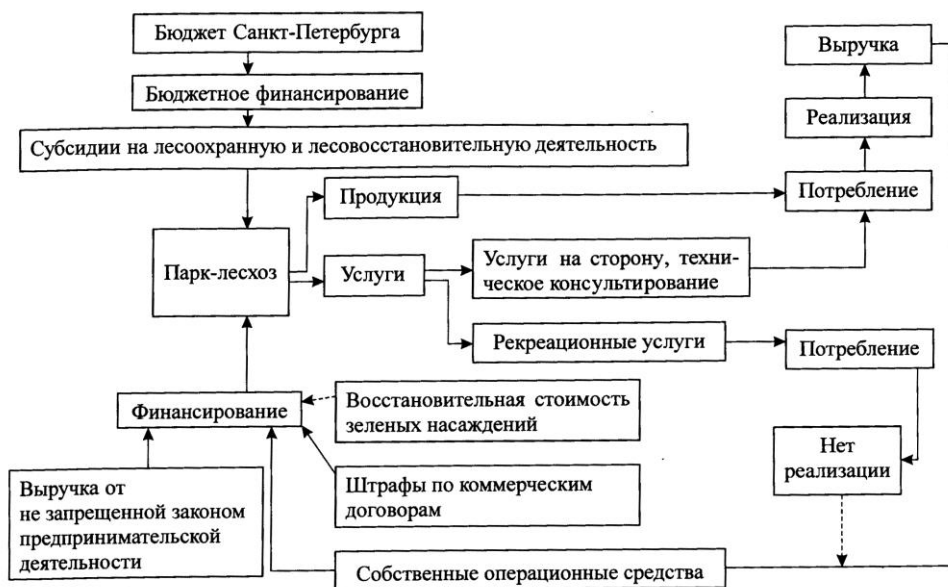 Бюджет Санкт-Петербурга
Выручка
Бюджетное финансирование
Реализация
Субсидии на лесоохранную и лесовосстановительную деятельность
Продукция
Потребление
Парк-лесхоз
Услуги
Услуги на сторону, техни-
ческое консультирование
Рекреационные услуги
Потребление
Финансирование
Восстановительная стоимость
зеленых насаждений
Нет
реализации
Выручка от
не запрещенной законом
предпринимательской
деятельности
Штрафы по коммерческим
договорам
Собственные операционные средства